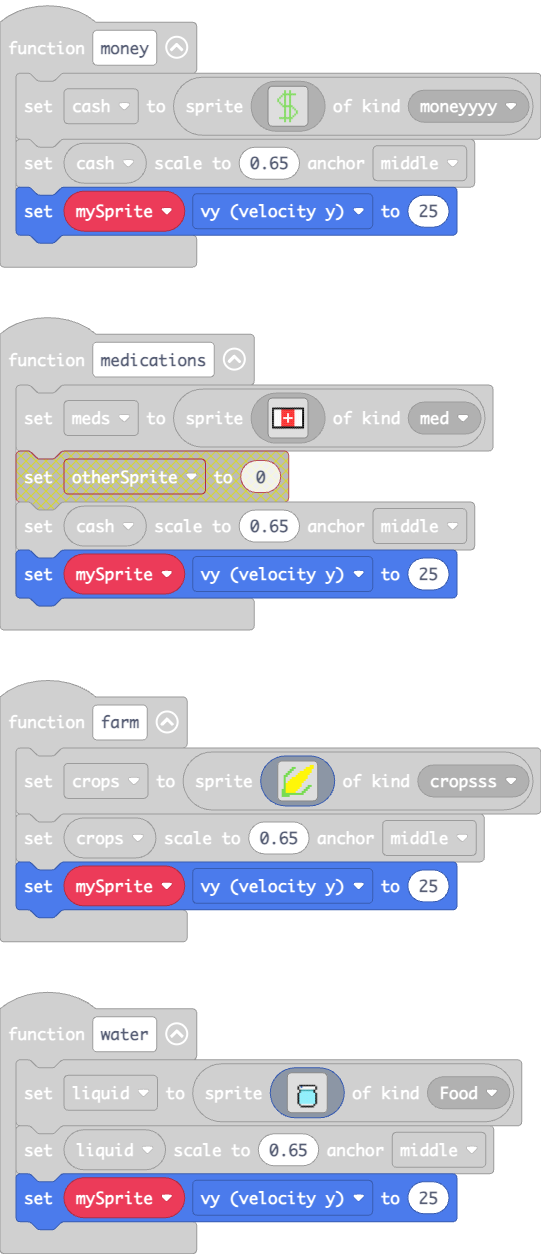 function money
set cash to sprite $ of kind moneyyyy
set cash scale to 0.65 anchor middle
set mySprite vy (velocity y) to 25
function medications
set meds to sprite of kind med
set otherSprite to 0
set cash scale to 0.65 anchor middle
set mySprite vy (velocity y) to 25
function farm
set crops to sprite of kind cropsss
set crops scale to 0.65 anchor middle
set mySprite vy (velocity y) to 25
function water
set liquid to sprite of kind Food
set liquid scale to 0.65 anchor middle
set mySprite vy (velocity y) to 25